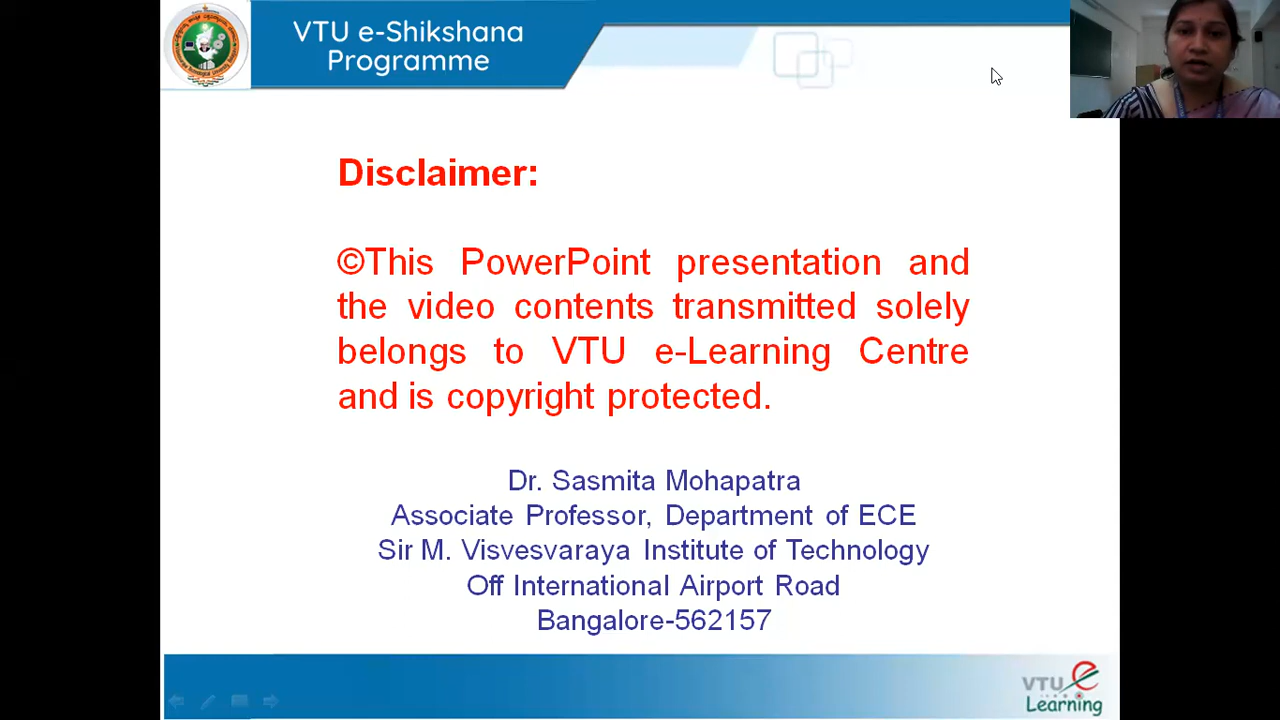 VTU e-Shikshana
Programme
Disclaimer:
©This PowerPoint presentation and
the video contents transmitted solely
belongs to VTU e-Learning Centre
and is copyright protected.
Dr. Sasmita Mohapatra
Associate Professor, Department of ECE
Sir M. Visvesvaraya Institute of Technology
Off International Airport Road
Bangalore-562157
VTU e
Learning